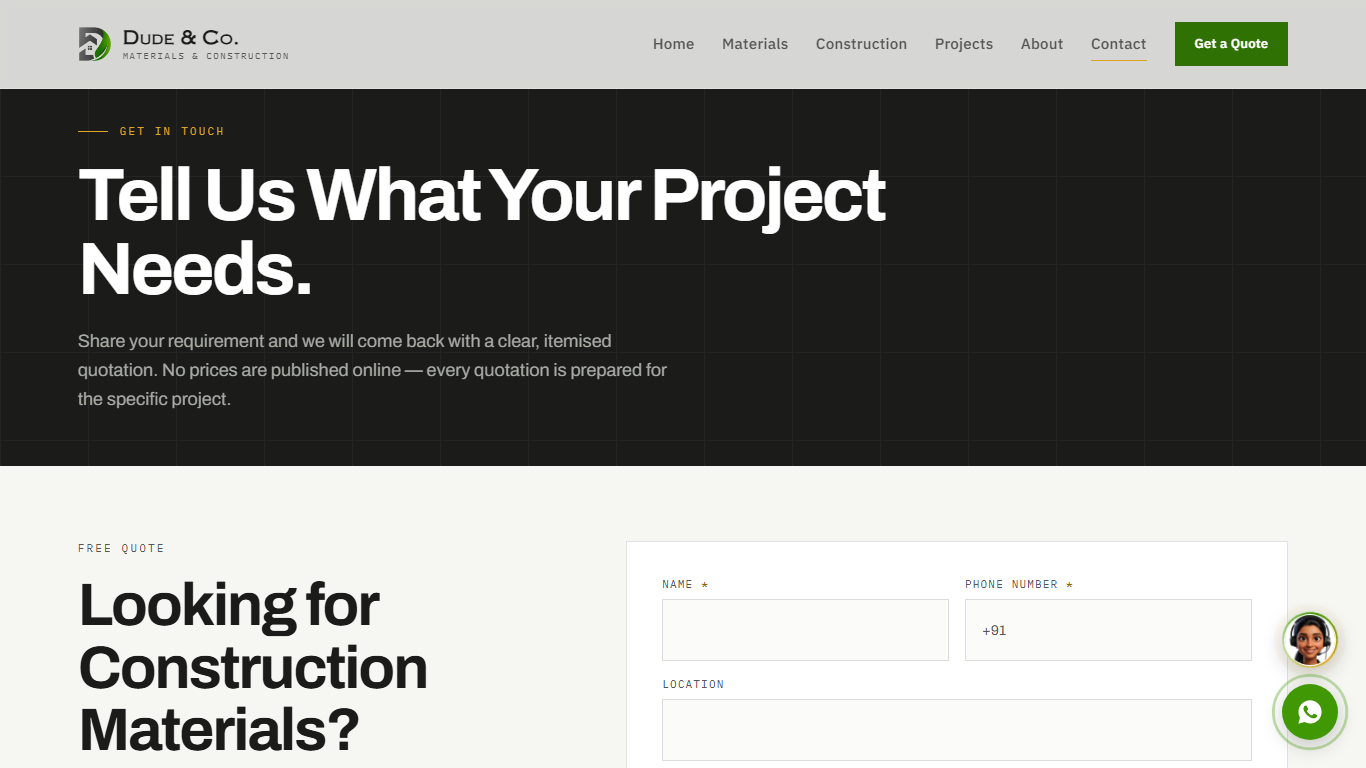 Dude & Co.
MATERIALS & CONSTRUCTION
Home Materials Construction Projects About Contact Get a Quote
GET IN TOUCH
Tell Us What Your Project
Needs.
Share your requirement and we will come back with a clear, itemised
quotation. No prices are published online — every quotation is prepared for
the specific project.
FREE QUOTE
Looking for
Construction
Materials?
NAME *
PHONE NUMBER *
+91
LOCATION